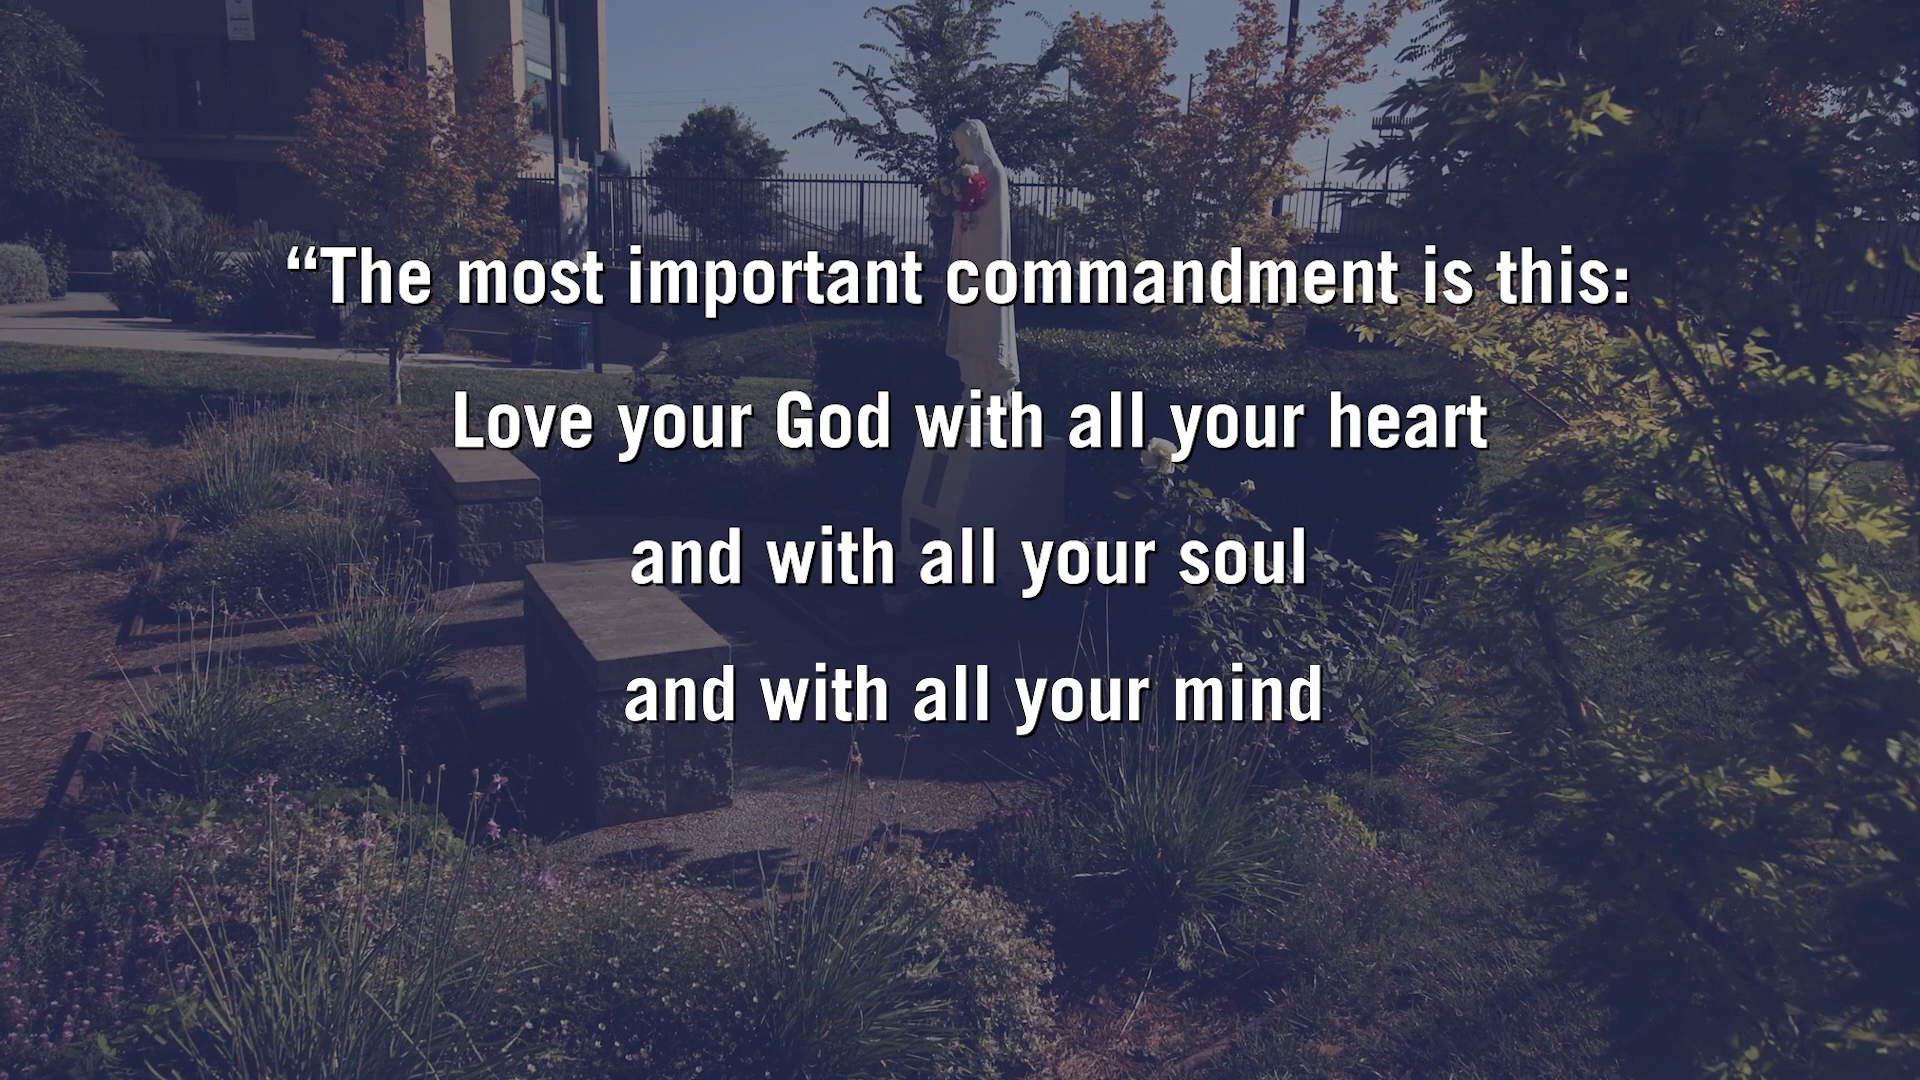 “The most important commandment is this:
Love your God with all your heart
and with all your soul
and with all your mind